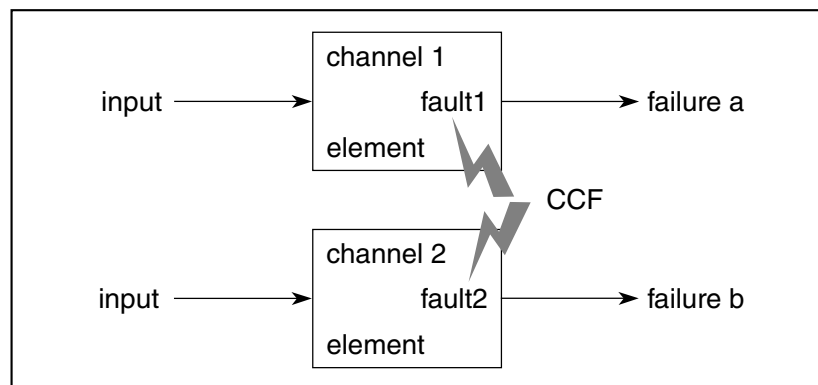 channel 1
input
fault1
failure a
element
CCF
channel 2
input
fault2
failure b
element